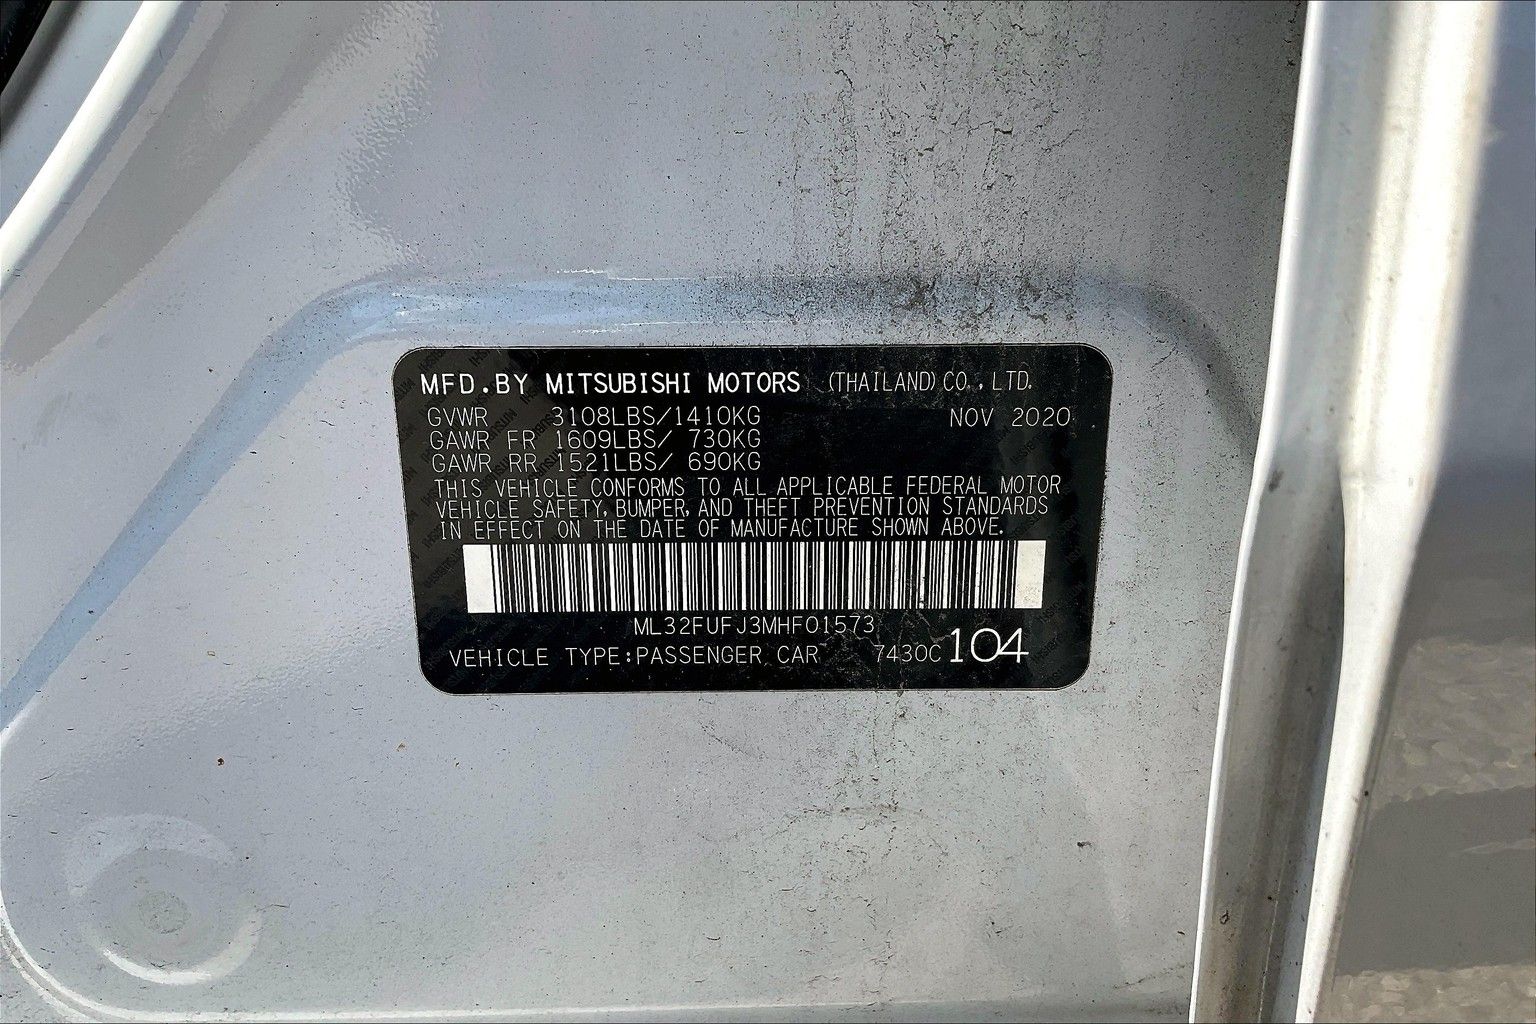 MFD.BY MITSUBISHI MOTORS (THAILAND) CO., LTD.
GVWR 3108LBS/1410KG NOV 2020
GAWR FR 1609LBS/ 730KG
GAWR RR 1521LBS/ 690KG
THIS VEHICLE CONFORMS TO ALL APPLICABLE FEDERAL MOTOR
VEHICLE SAFETY, BUMPER, AND THEFT PREVENTION STANDARDS
IN EFFECT ON THE DATE OF MANUFACTURE SHOWN ABOVE.
ML32FUFJ3MHF01573
VEHICLE TYPE:PASSENGER CAR 7430C 104